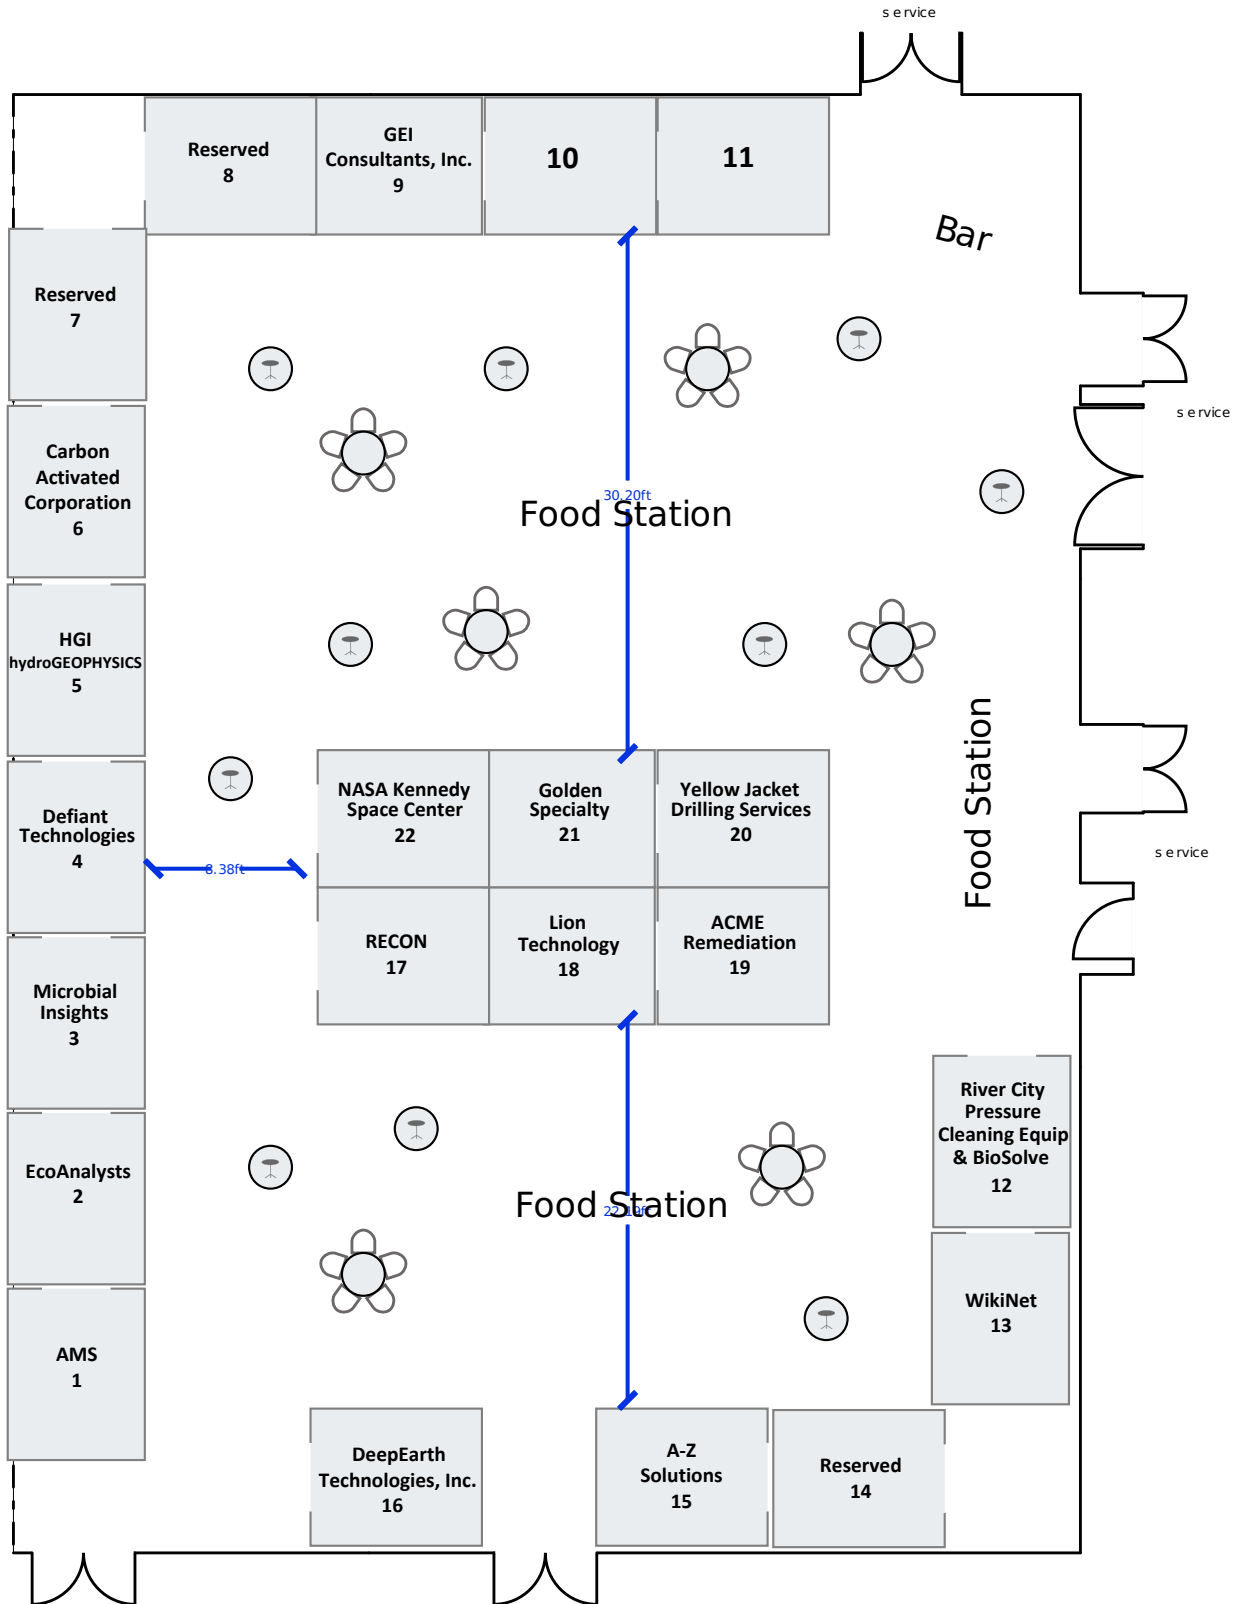 service
Reserved
8
GEI
Consultants, Inc.
9
10
11
Bar
Reserved
7
service
Carbon
Activated
Corporation
6
30.20ft
Food Station
HGI
hydroGEOPHYSICS
5
Food Station
Defiant
Technologies
4
8.38ft
NASA Kennedy
Space Center
22
Golden
Specialty
21
Yellow Jacket
Drilling Services
20
service
RECON
17
Lion
Technology
18
ACME
Remediation
19
Microbial
Insights
3
River City
Pressure
Cleaning Equip
& BioSolve
12
EcoAnalysts
2
Food Station
22.19ft
WikiNet
13
AMS
1
DeepEarth
Technologies, Inc.
16
A-Z
Solutions
15
Reserved
14